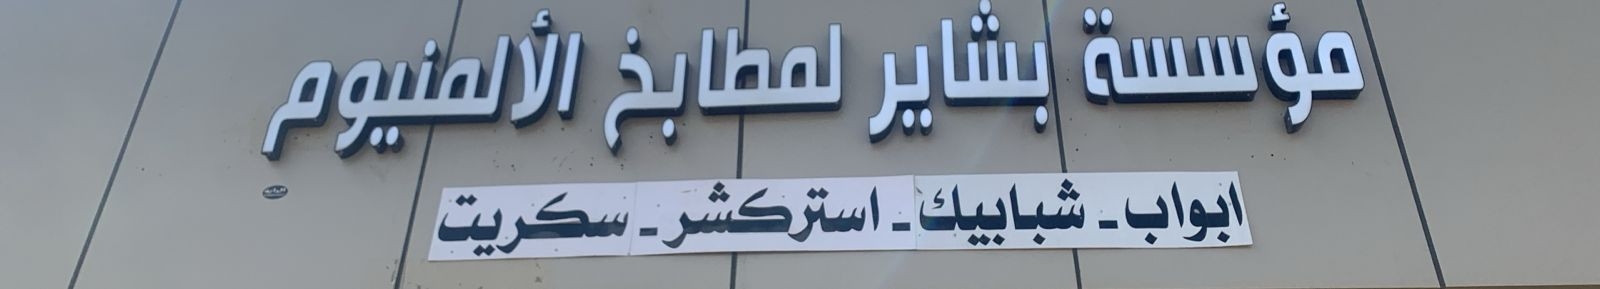 مؤسسة بشاير لمطابخ الألمنيوم
ابواب - شبابيك - استركشر - سكريت